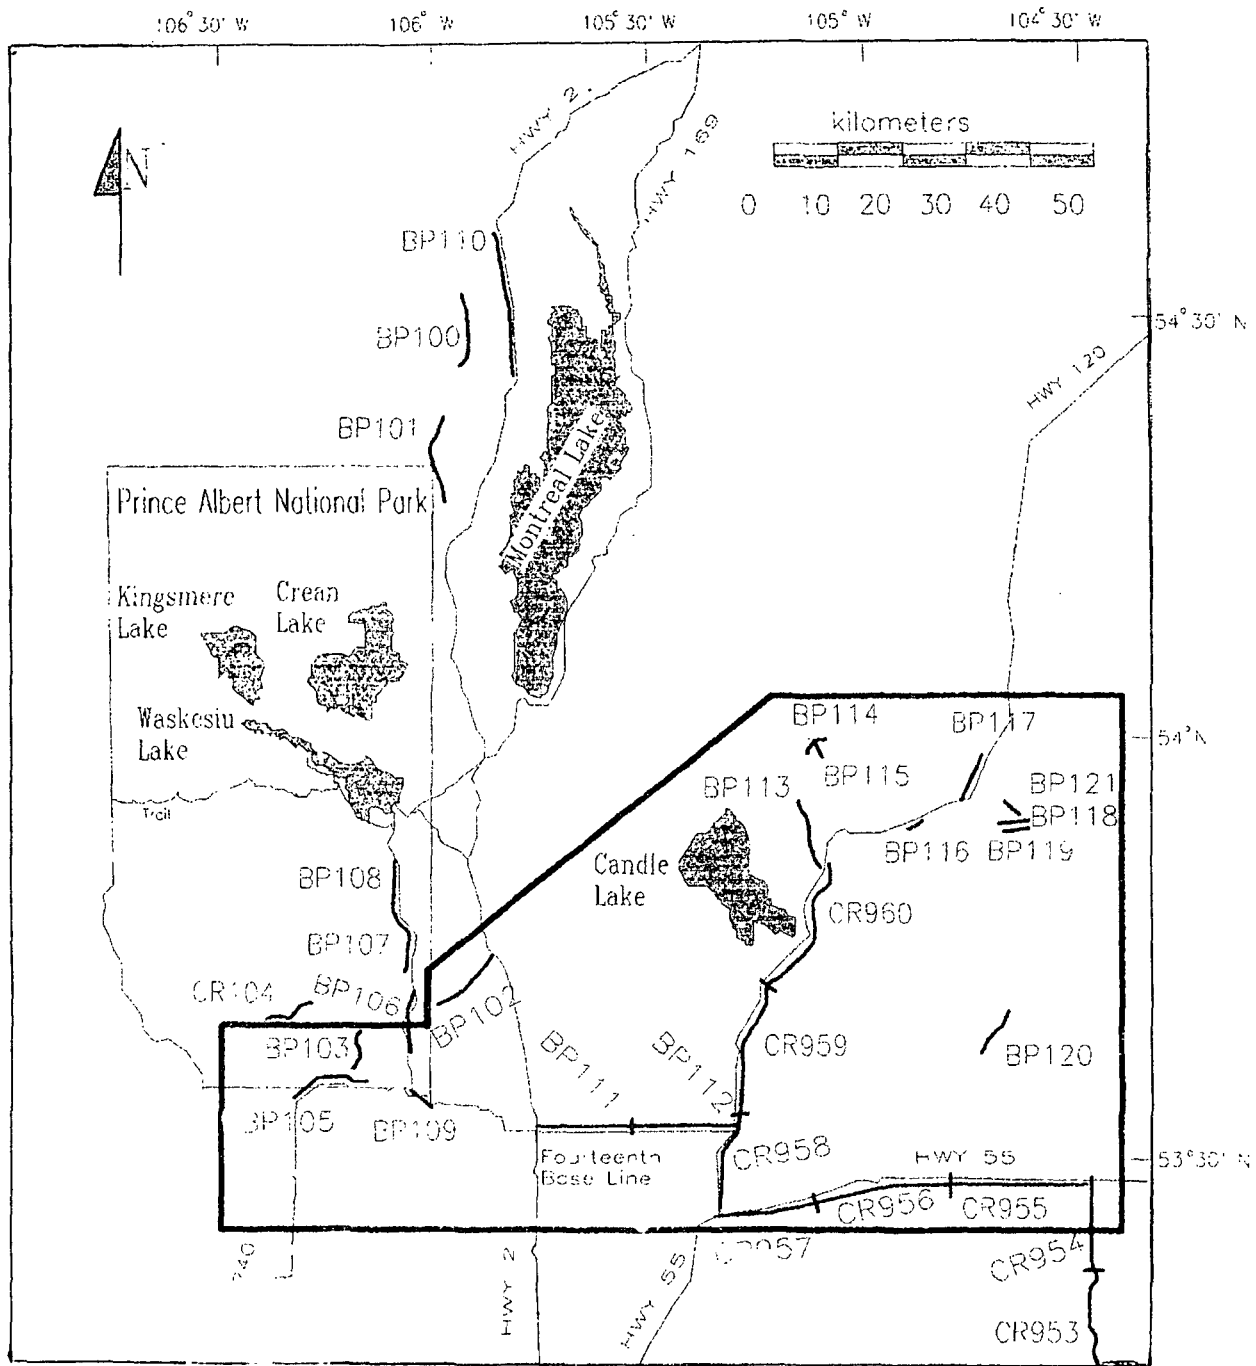 106° 30' W
106° W
105° 30' W
105° W
104° 30' W
HWY 2.
HWY 169
kilometers
0 10 20 30 40 50
N
BP110
BP100
54° 30' N
HWY 120
BP101
Prince Albert National Park
Montreal Lake
Kingsmere
Lake
Crean
Lake
Waskesiu
Lake
Trail
BP114
BP117
54° N
BP115
BP113
BP121
BP118
BP116
BP119
Candle
Lake
BP108
CR960
BP107
CR104
BP106
BP102
BP103
BP111
BP112
CR959
BP120
BP105
BP109
Fourteenth
Base Line
CR958
HWY 55
53° 30' N
CR956
CR955
CR957
CR954
HWY 2
HWY 55
CR953